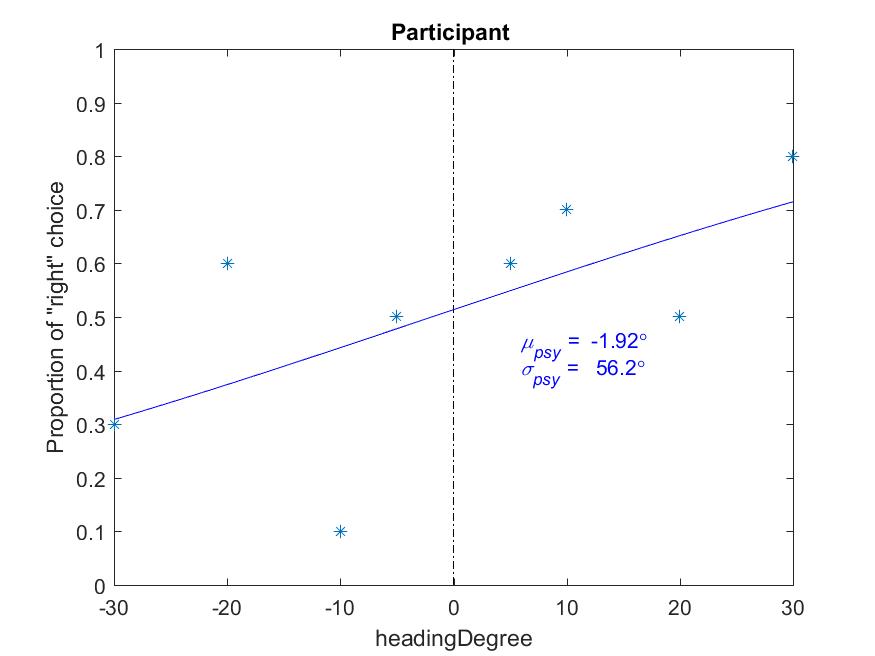 Participant
1
0.9
0.8
0.7
0.6
0.5
0.4
0.3
0.2
0.1
0
Proportion of "right" choice
μpsy = -1.92°
σpsy = 56.2°
-30 -20 -10 0 10 20 30
headingDegree